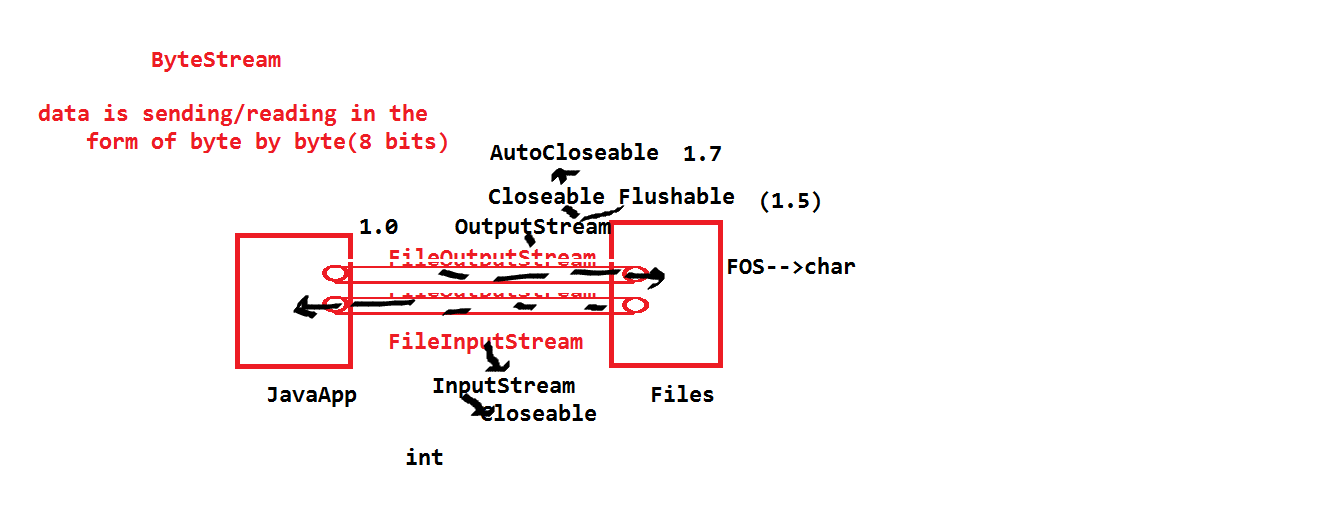 ByteStream
data is sending/reading in the
form of byte by byte(8 bits)
AutoCloseable 1.7
Closeable Flushable (1.5)
1.0 OutputStream
FileOutputStream
FOS-->char
FileOutputStream
FileInputStream
InputStream
JavaApp Files
Closeable
int